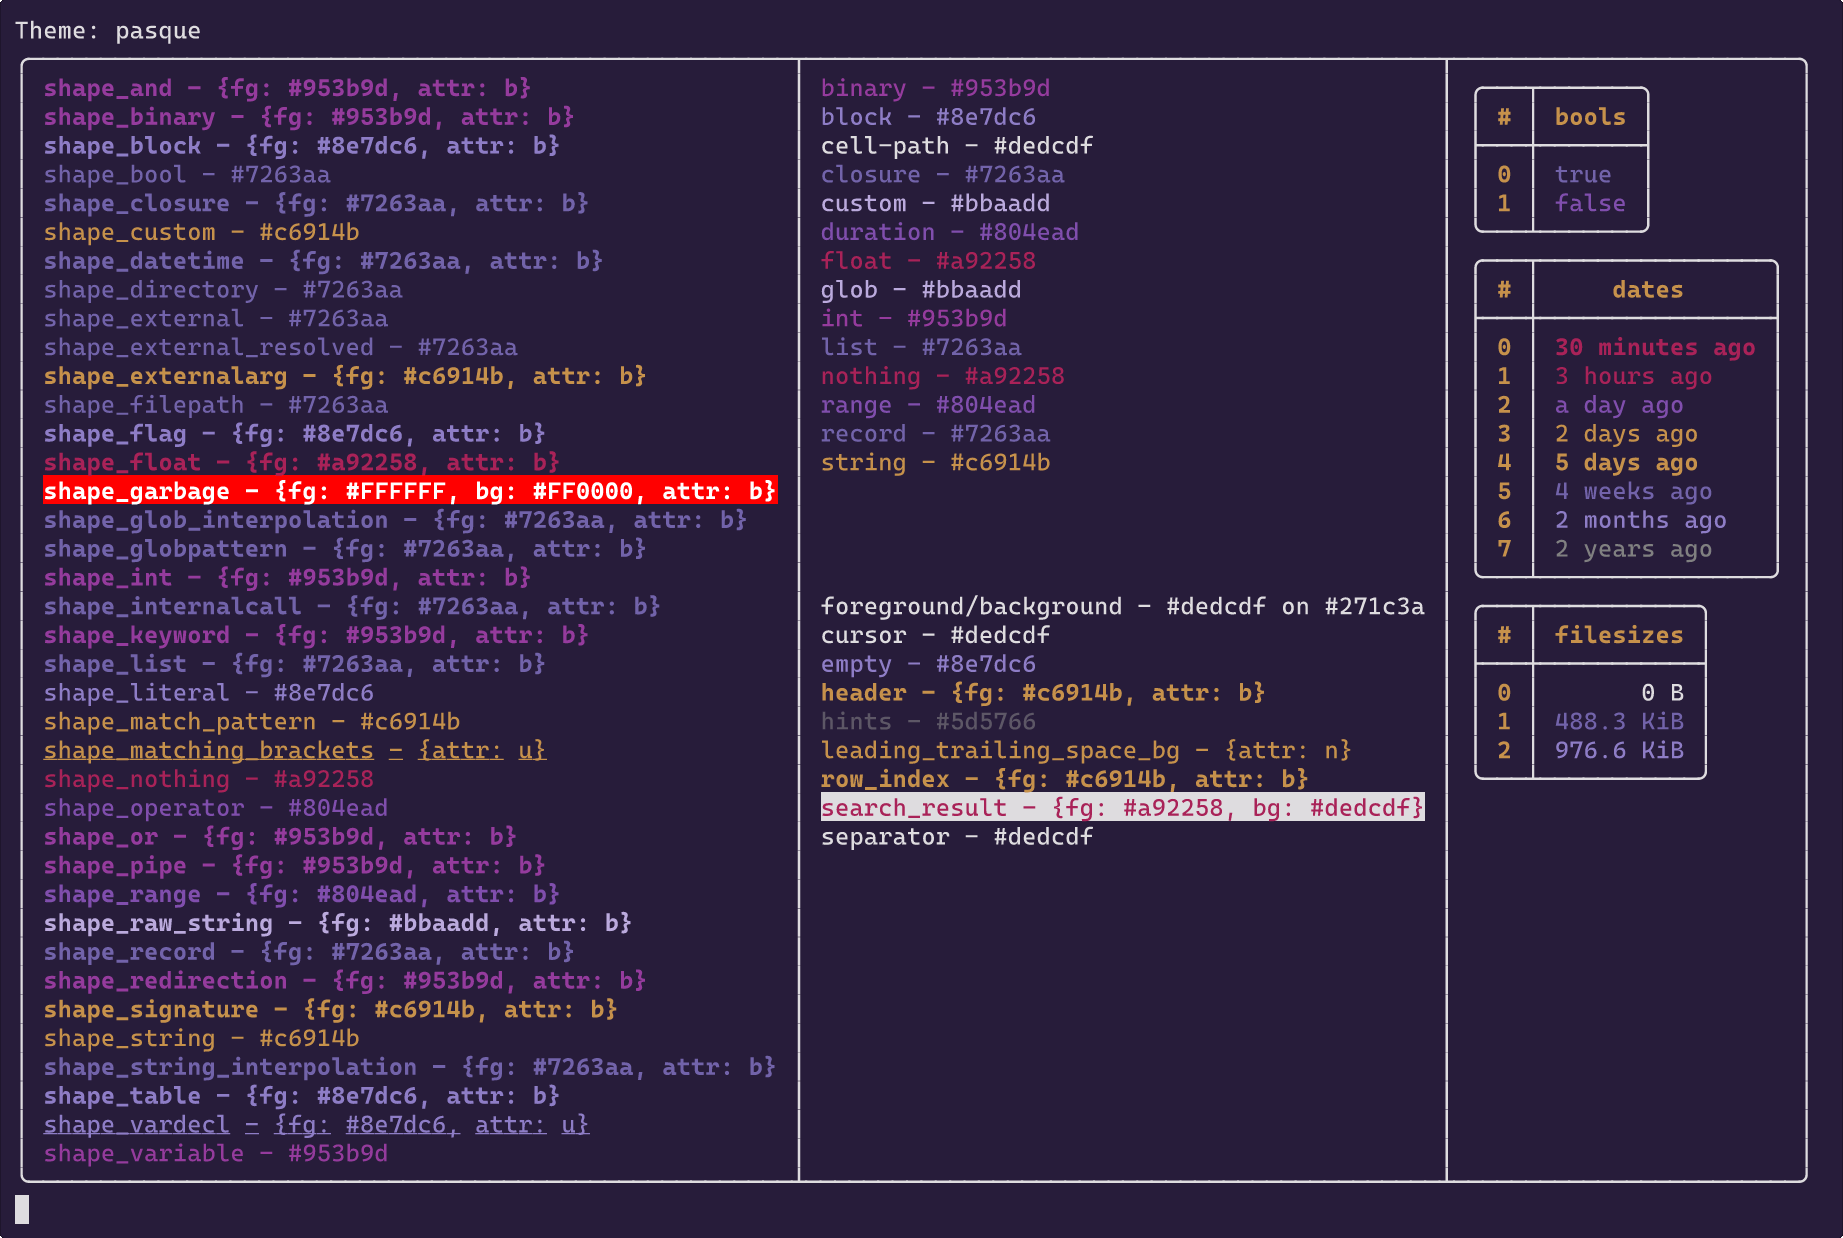 Theme: pasque
shape_and - {fg: #953b9d, attr: b}
shape_binary - {fg: #953b9d, attr: b}
shape_block - {fg: #8e7dc6, attr: b}
shape_bool - #7263aa
shape_closure - {fg: #7263aa, attr: b}
shape_custom - #c6914b
shape_datetime - {fg: #7263aa, attr: b}
shape_directory - #7263aa
shape_external - #7263aa
shape_external_resolved - #7263aa
shape_externalarg - {fg: #c6914b, attr: b}
shape_filepath - #7263aa
shape_flag - {fg: #8e7dc6, attr: b}
shape_float - {fg: #a92258, attr: b}
shape_garbage - {fg: #FFFFFF, bg: #FF0000, attr: b}
shape_glob_interpolation - {fg: #7263aa, attr: b}
shape_globpattern - {fg: #7263aa, attr: b}
shape_int - {fg: #953b9d, attr: b}
shape_internalcall - {fg: #7263aa, attr: b}
shape_keyword - {fg: #953b9d, attr: b}
shape_list - {fg: #7263aa, attr: b}
shape_literal - #8e7dc6
shape_match_pattern - #c6914b
shape_matching_brackets - {attr: u}
shape_nothing - #a92258
shape_operator - #804ead
shape_or - {fg: #953b9d, attr: b}
shape_pipe - {fg: #953b9d, attr: b}
shape_range - {fg: #804ead, attr: b}
shape_raw_string - {fg: #bbaadd, attr: b}
shape_record - {fg: #7263aa, attr: b}
shape_redirection - {fg: #953b9d, attr: b}
shape_signature - {fg: #c6914b, attr: b}
shape_string - #c6914b
shape_string_interpolation - {fg: #7263aa, attr: b}
shape_table - {fg: #8e7dc6, attr: b}
shape_vardecl - {fg: #8e7dc6, attr: u}
shape_variable - #953b9d
binary - #953b9d
block - #8e7dc6
cell-path - #dedcdf
closure - #7263aa
custom - #bbaadd
duration - #804ead
float - #a92258
glob - #bbaadd
int - #953b9d
list - #7263aa
nothing - #a92258
range - #804ead
record - #7263aa
string - #c6914b
foreground/background - #dedcdf on #271c3a
cursor - #dedcdf
empty - #8e7dc6
header - {fg: #c6914b, attr: b}
hints - #5d5766
leading_trailing_space_bg - {attr: n}
row_index - {fg: #c6914b, attr: b}
search_result - {fg: #a92258, bg: #dedcdf}
separator - #dedcdf
# bools
0 true
1 false
# dates
0 30 minutes ago
1 3 hours ago
2 a day ago
3 2 days ago
4 5 days ago
5 4 weeks ago
6 2 months ago
7 2 years ago
# filesizes
0 0 B
1 488.3 KiB
2 976.6 KiB